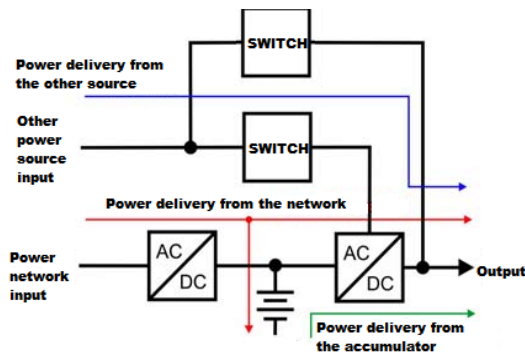 SWITCH
Power delivery from
the other source
Other
power
source
input
SWITCH
Power delivery from the network
Power
network
input
AC
DC
AC
DC
Output
Power delivery from
the accumulator